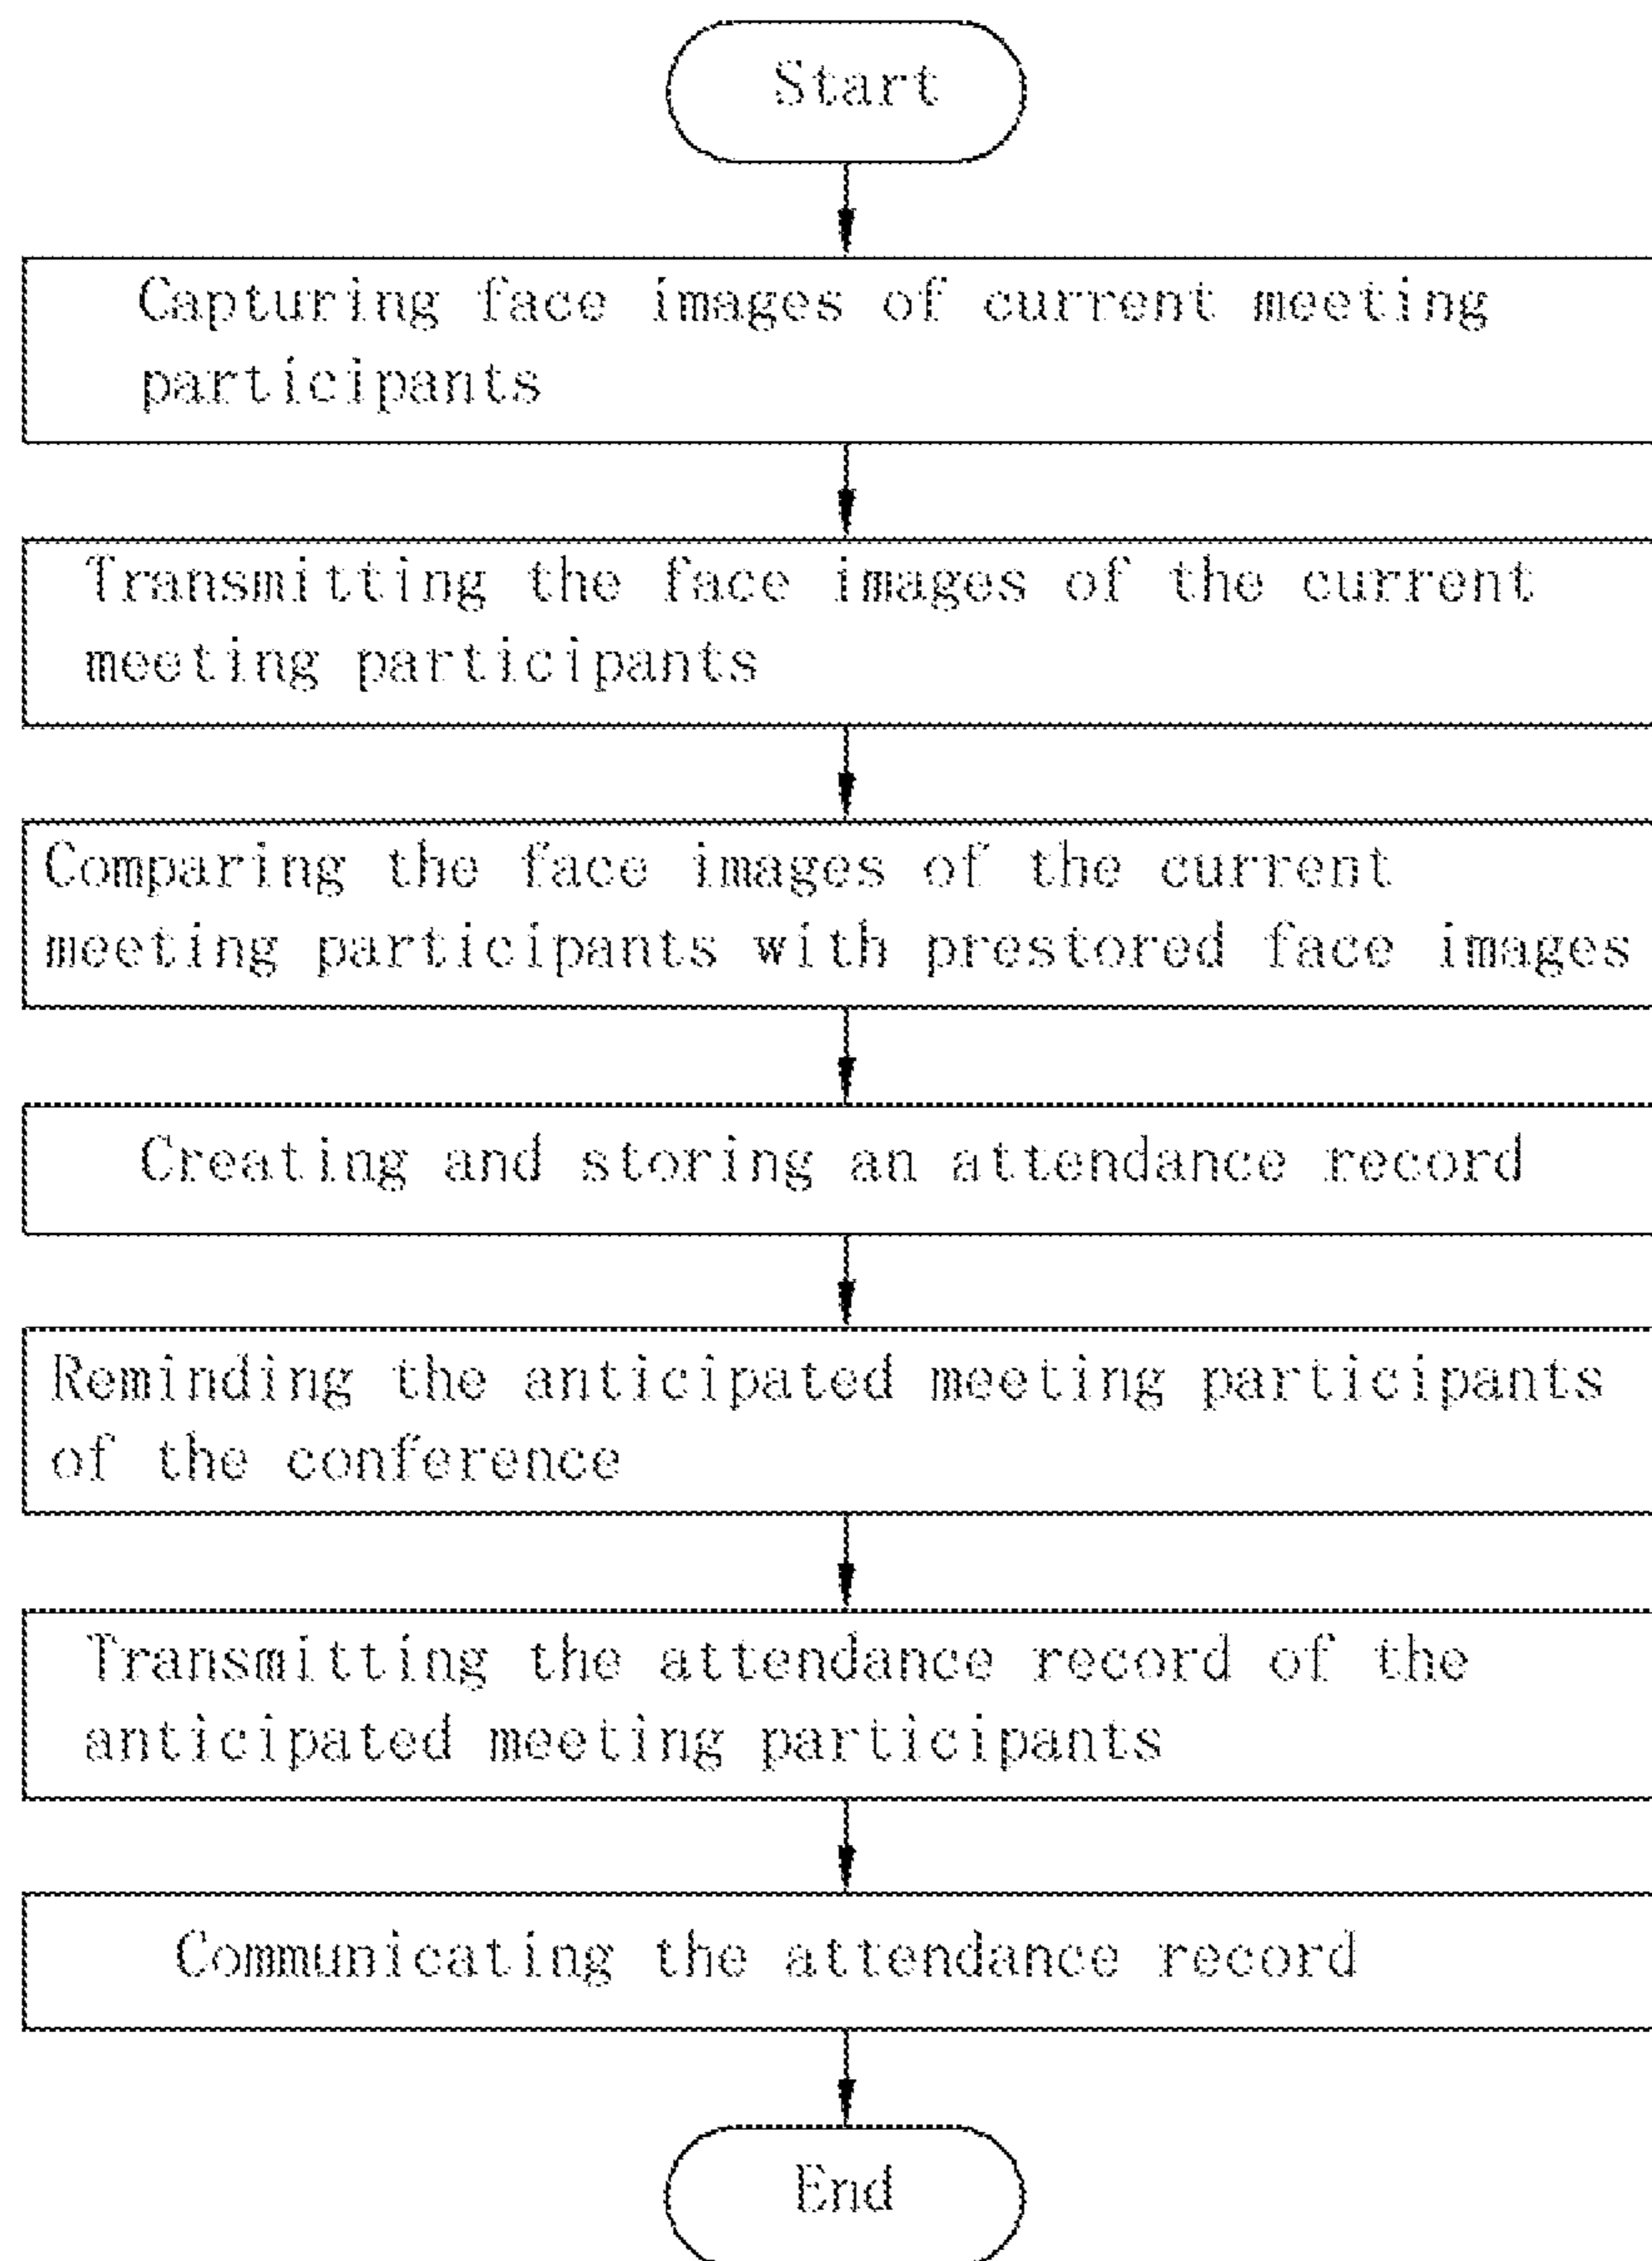 Start
Capturing face images of current meeting
participants
Transmitting the face images of the current
meeting participants
Comparing the face images of the current
meeting participants with prestored face images
Creating and storing an attendance record
Reminding the anticipated meeting participants
of the conference
Transmitting the attendance record of the
anticipated meeting participants
Communicating the attendance record
End